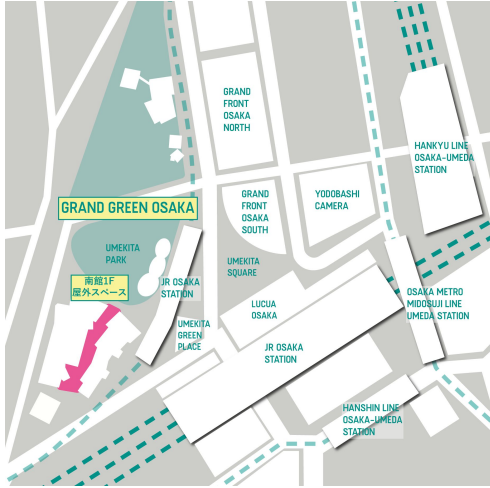 GRAND
FRONT
OSAKA
NORTH
HANKYU LINE
OSAKA-UMEDA
STATION
GRAND GREEN OSAKA
GRAND
FRONT
OSAKA
SOUTH
YODOBASHI
CAMERA
UMEKITA
PARK
UMEKITA
SQUARE
南館1F
屋外スペース
JR OSAKA
STATION
LUCUA
OSAKA
OSAKA METRO
MIDOSUJI LINE
UMEDA STATION
UMEKITA
GREEN
PLACE
JR OSAKA
STATION
HANSHIN LINE
OSAKA-UMEDA
STATION